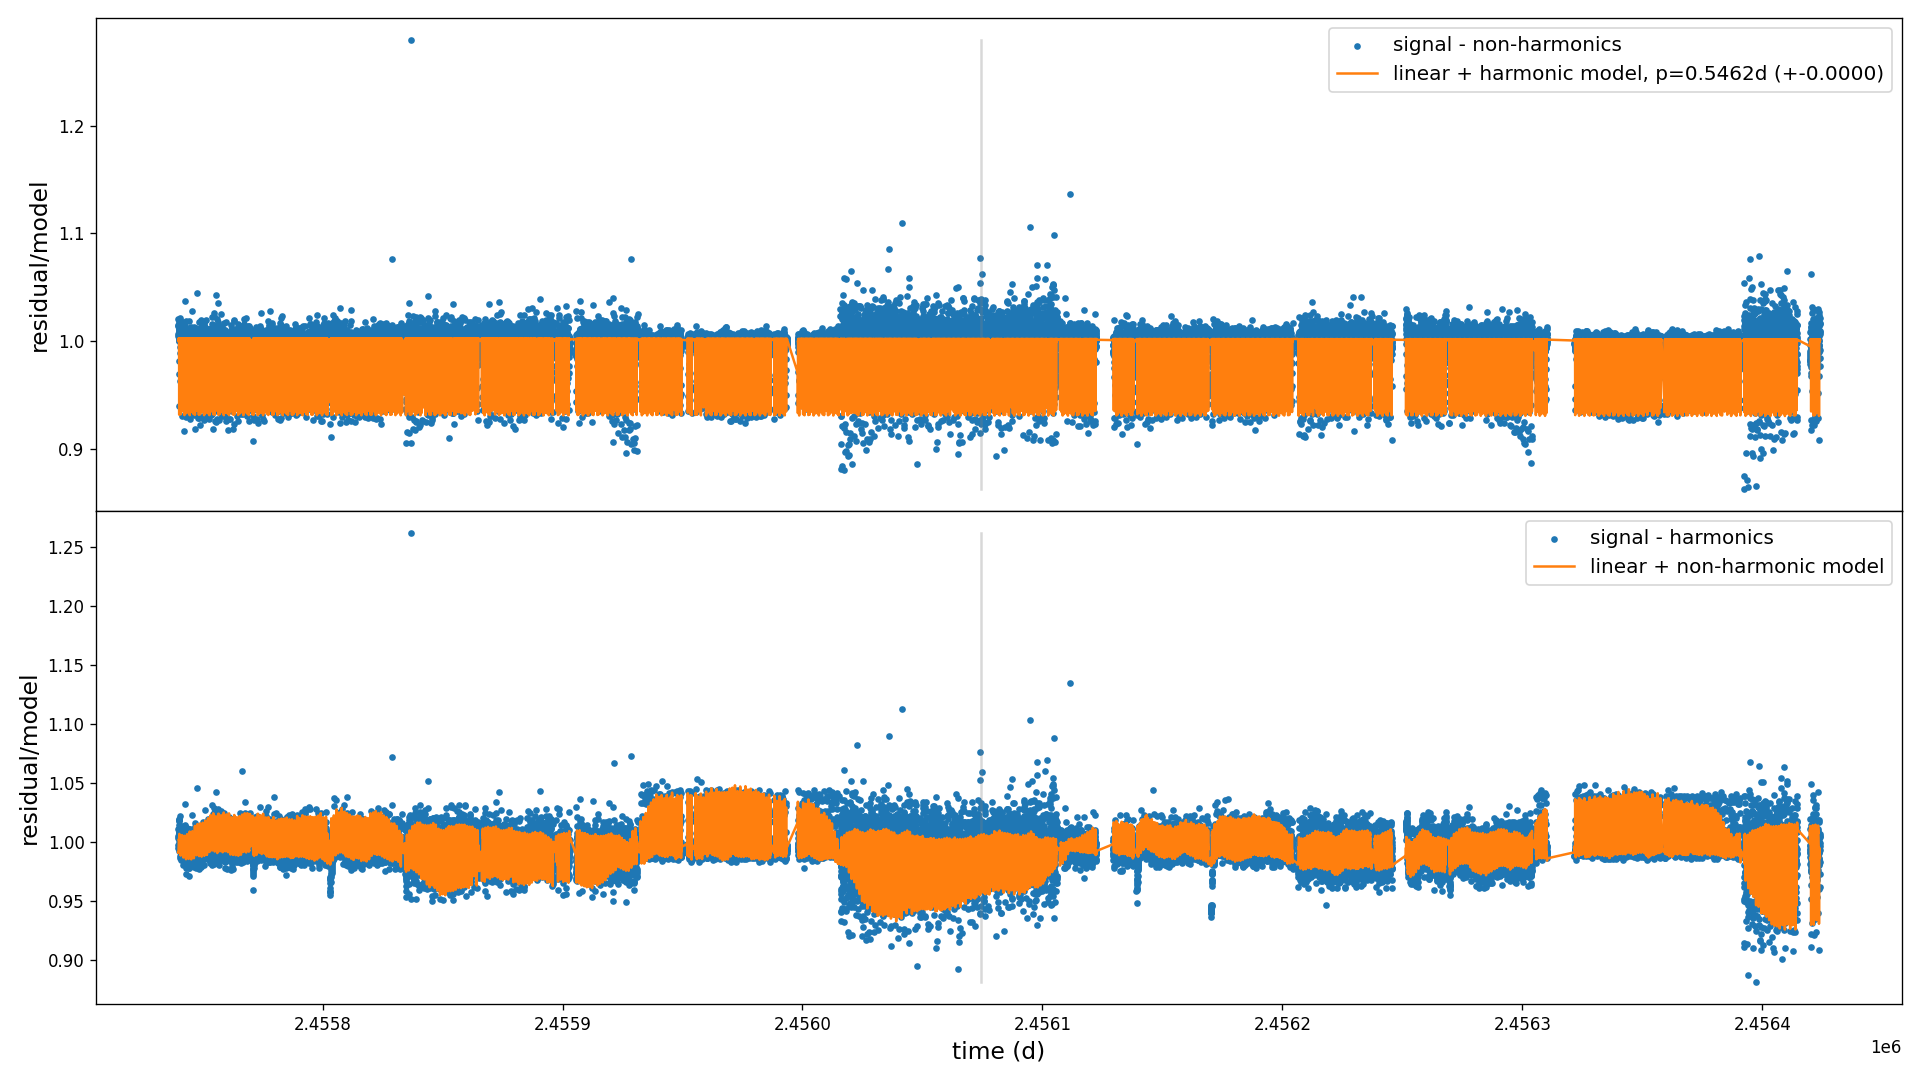 signal - non-harmonics
linear + harmonic model, p=0.5462d (+-0.0000)
residual/model
1.2
1.1
1.0
0.9
signal - harmonics
linear + non-harmonic model
residual/model
1.25
1.20
1.15
1.10
1.05
1.00
0.95
0.90
2.4558
2.4559
2.4560
2.4561
2.4562
2.4563
2.4564
time (d)
1e6